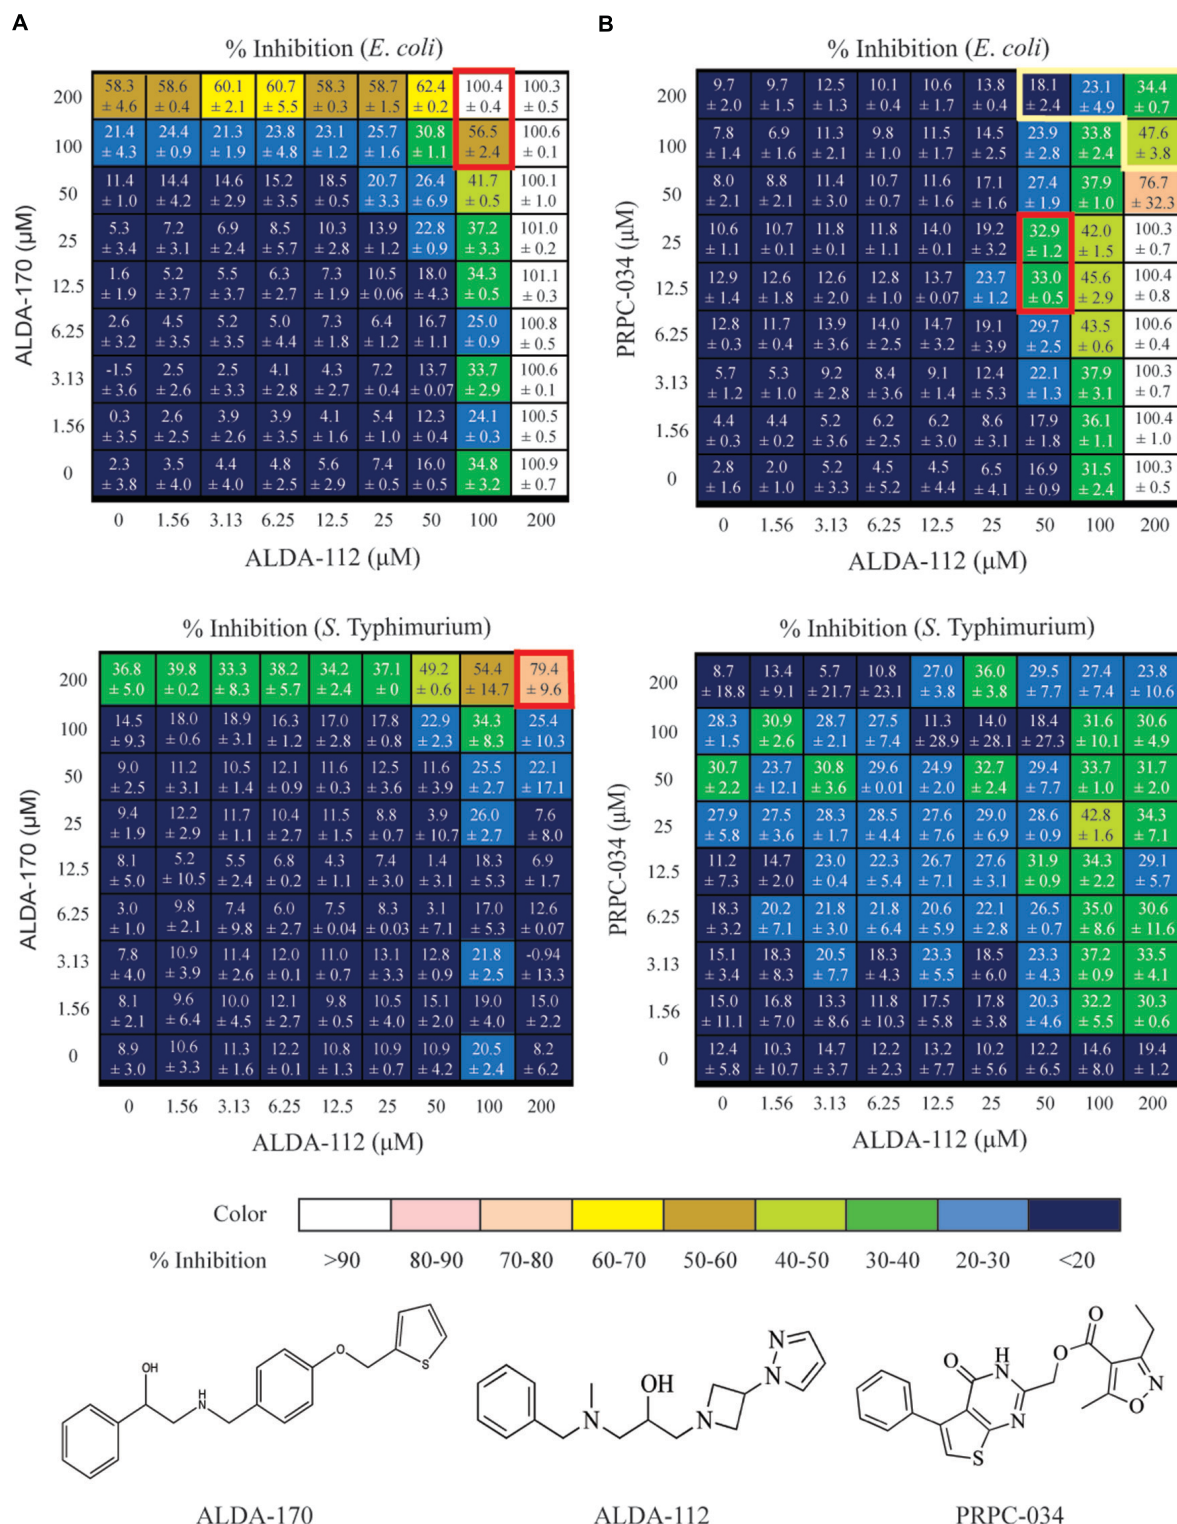 A
B
% Inhibition (E. coli)
% Inhibition (E. coli)
ALDA-170 (µM)
200 58.3 ± 4.6 58.6 ± 0.4 60.1 ± 2.1 60.7 ± 5.5 58.3 ± 0.3 58.7 ± 1.5 62.4 ± 0.2 100.4 ± 0.4 100.3 ± 0.5
100 21.4 ± 4.3 24.4 ± 0.9 21.3 ± 1.9 23.8 ± 4.8 23.1 ± 1.2 25.7 ± 1.6 30.8 ± 1.1 56.5 ± 2.4 100.6 ± 0.1
50 11.4 ± 1.0 14.4 ± 4.2 14.6 ± 2.9 15.2 ± 3.5 18.5 ± 0.5 20.7 ± 3.3 26.4 ± 6.9 41.7 ± 0.5 100.1 ± 1.0
25 5.3 ± 3.4 7.2 ± 3.1 6.9 ± 2.4 8.5 ± 5.7 10.3 ± 2.8 13.9 ± 1.2 22.8 ± 0.9 37.2 ± 3.3 101.0 ± 0.2
12.5 1.6 ± 1.9 5.2 ± 3.7 5.5 ± 3.7 6.3 ± 2.7 7.3 ± 1.9 10.5 ± 0.06 18.0 ± 4.3 34.3 ± 0.5 101.1 ± 0.3
6.25 2.6 ± 3.2 4.5 ± 3.5 5.2 ± 3.5 5.0 ± 4.4 7.3 ± 1.8 6.4 ± 1.2 16.7 ± 1.1 25.0 ± 0.9 100.8 ± 0.5
3.13 -1.5 ± 3.6 2.5 ± 2.6 2.5 ± 3.3 4.1 ± 2.8 4.3 ± 2.7 7.2 ± 0.4 13.7 ± 0.07 33.7 ± 2.9 100.6 ± 0.1
1.56 0.3 ± 3.5 2.6 ± 2.5 3.9 ± 2.6 3.9 ± 3.5 4.1 ± 1.6 5.4 ± 1.0 12.3 ± 0.4 24.1 ± 0.3 100.5 ± 0.5
0 2.3 ± 3.8 3.5 ± 4.0 4.4 ± 4.0 4.8 ± 2.5 5.6 ± 2.9 7.4 ± 0.5 16.0 ± 0.5 34.8 ± 3.2 100.9 ± 0.7
0 1.56 3.13 6.25 12.5 25 50 100 200
ALDA-112 (µM)
PRPC-034 (µM)
200 9.7 ± 2.0 9.7 ± 1.5 12.5 ± 1.3 10.1 ± 0.4 10.6 ± 1.7 13.8 ± 0.4 18.1 ± 2.4 23.1 ± 4.9 34.4 ± 0.7
100 7.8 ± 1.4 6.9 ± 1.6 11.3 ± 2.1 9.8 ± 1.0 11.5 ± 1.7 14.5 ± 2.5 23.9 ± 2.8 33.8 ± 2.4 47.6 ± 3.8
50 8.0 ± 2.1 8.8 ± 2.1 11.4 ± 3.0 10.7 ± 0.7 11.6 ± 1.6 17.1 ± 1.6 27.4 ± 1.9 37.9 ± 1.0 76.7 ± 32.3
25 10.6 ± 1.1 10.7 ± 0.1 11.8 ± 1.1 11.8 ± 1.1 14.0 ± 0.1 19.2 ± 3.2 32.9 ± 1.2 42.0 ± 1.5 100.3 ± 0.7
12.5 12.9 ± 1.4 12.6 ± 1.8 12.6 ± 2.0 12.8 ± 1.0 13.7 ± 0.07 23.7 ± 1.2 33.0 ± 0.5 45.6 ± 2.9 100.4 ± 0.8
6.25 12.8 ± 0.3 11.7 ± 0.4 13.9 ± 3.6 14.0 ± 2.5 14.7 ± 3.2 19.1 ± 3.9 29.7 ± 2.5 43.5 ± 0.6 100.6 ± 0.4
3.13 5.7 ± 1.2 5.3 ± 1.0 9.2 ± 2.8 8.4 ± 3.6 9.1 ± 1.4 12.4 ± 5.3 22.1 ± 1.3 37.9 ± 3.1 100.3 ± 0.7
1.56 4.4 ± 0.3 4.4 ± 0.2 5.2 ± 3.6 6.2 ± 2.5 6.2 ± 3.0 8.6 ± 3.1 17.9 ± 1.8 36.1 ± 1.1 100.4 ± 1.0
0 2.8 ± 1.6 2.0 ± 1.0 5.2 ± 3.3 4.5 ± 5.2 4.5 ± 4.4 6.5 ± 4.1 16.9 ± 0.9 31.5 ± 2.4 100.3 ± 0.5
0 1.56 3.13 6.25 12.5 25 50 100 200
ALDA-112 (µM)
% Inhibition (S. Typhimurium)
% Inhibition (S. Typhimurium)
ALDA-170 (µM)
200 36.8 ± 5.0 39.8 ± 0.2 33.3 ± 8.3 38.2 ± 5.7 34.2 ± 2.4 37.1 ± 0 49.2 ± 0.6 54.4 ± 14.7 79.4 ± 9.6
100 14.5 ± 9.3 18.0 ± 0.6 18.9 ± 3.1 16.3 ± 1.2 17.0 ± 2.8 17.8 ± 0.8 22.9 ± 2.3 34.3 ± 8.3 25.4 ± 10.3
50 9.0 ± 2.5 11.2 ± 3.1 10.5 ± 1.4 12.1 ± 0.9 11.6 ± 0.3 12.5 ± 3.6 11.6 ± 3.9 25.5 ± 2.7 22.1 ± 17.1
25 9.4 ± 1.9 12.2 ± 2.9 11.7 ± 1.1 10.4 ± 2.7 11.5 ± 1.5 8.8 ± 0.7 3.9 ± 10.7 26.0 ± 2.7 7.6 ± 8.0
12.5 8.1 ± 5.0 5.2 ± 10.5 5.5 ± 2.4 6.8 ± 0.2 4.3 ± 1.1 7.4 ± 3.0 1.4 ± 3.1 18.3 ± 5.3 6.9 ± 1.7
6.25 3.0 ± 1.0 9.8 ± 2.1 7.4 ± 9.8 6.0 ± 2.7 7.5 ± 0.04 8.3 ± 0.03 3.1 ± 7.1 17.0 ± 5.3 12.6 ± 0.07
3.13 7.8 ± 4.0 10.9 ± 3.9 11.4 ± 2.6 12.0 ± 0.1 11.0 ± 0.7 13.1 ± 3.3 12.8 ± 0.9 21.8 ± 2.5 -0.94 ± 13.3
1.56 8.1 ± 2.1 9.6 ± 6.4 10.0 ± 4.5 12.1 ± 2.7 9.8 ± 0.5 10.5 ± 4.0 15.1 ± 2.0 19.0 ± 4.0 15.0 ± 2.2
0 8.9 ± 3.0 10.6 ± 3.3 11.3 ± 1.6 12.2 ± 0.1 10.8 ± 1.3 10.9 ± 0.7 10.9 ± 4.2 20.5 ± 2.4 8.2 ± 6.2
0 1.56 3.13 6.25 12.5 25 50 100 200
ALDA-112 (µM)
PRPC-034 (µM)
200 8.7 ± 18.8 13.4 ± 9.1 5.7 ± 21.7 10.8 ± 23.1 27.0 ± 3.8 36.0 ± 3.8 29.5 ± 7.7 27.4 ± 7.4 23.8 ± 10.6
100 28.3 ± 1.5 30.9 ± 2.6 28.7 ± 2.1 27.5 ± 7.4 11.3 ± 28.9 14.0 ± 28.1 18.4 ± 27.3 31.6 ± 10.1 30.6 ± 4.9
50 30.7 ± 2.2 23.7 ± 12.1 30.8 ± 3.6 29.6 ± 0.01 24.9 ± 2.0 32.7 ± 2.4 29.4 ± 7.7 33.7 ± 1.0 31.7 ± 2.0
25 27.9 ± 5.8 27.5 ± 3.6 28.3 ± 1.7 28.5 ± 4.4 27.6 ± 7.6 29.0 ± 6.9 28.6 ± 0.9 42.8 ± 1.6 34.3 ± 7.1
12.5 11.2 ± 7.3 14.7 ± 2.0 23.0 ± 0.4 22.3 ± 5.4 26.7 ± 7.1 27.6 ± 3.1 31.9 ± 0.9 34.3 ± 2.2 29.1 ± 5.7
6.25 18.3 ± 3.2 20.2 ± 7.1 21.8 ± 3.0 21.8 ± 6.4 20.6 ± 5.9 22.1 ± 2.8 26.5 ± 0.7 35.0 ± 8.6 30.6 ± 11.6
3.13 15.1 ± 3.4 18.3 ± 8.3 20.5 ± 7.7 18.3 ± 4.3 23.3 ± 5.5 18.5 ± 6.0 23.3 ± 4.3 37.2 ± 0.9 33.5 ± 4.1
1.56 15.0 ± 11.1 16.8 ± 7.0 13.3 ± 8.6 11.8 ± 10.3 17.5 ± 5.8 17.8 ± 3.8 20.3 ± 4.6 32.2 ± 5.5 30.3 ± 0.6
0 12.4 ± 5.8 10.3 ± 10.7 14.7 ± 3.7 12.2 ± 2.3 13.2 ± 7.7 10.2 ± 5.6 12.2 ± 6.5 14.6 ± 8.0 19.4 ± 1.2
0 1.56 3.13 6.25 12.5 25 50 100 200
ALDA-112 (µM)
Color
% Inhibition >90 80-90 70-80 60-70 50-60 40-50 30-40 20-30 <20
OH
H
N
O
S
N
OH
N
N
N
O
N
H
N
S
O
O
O
N
ALDA-170
ALDA-112
PRPC-034